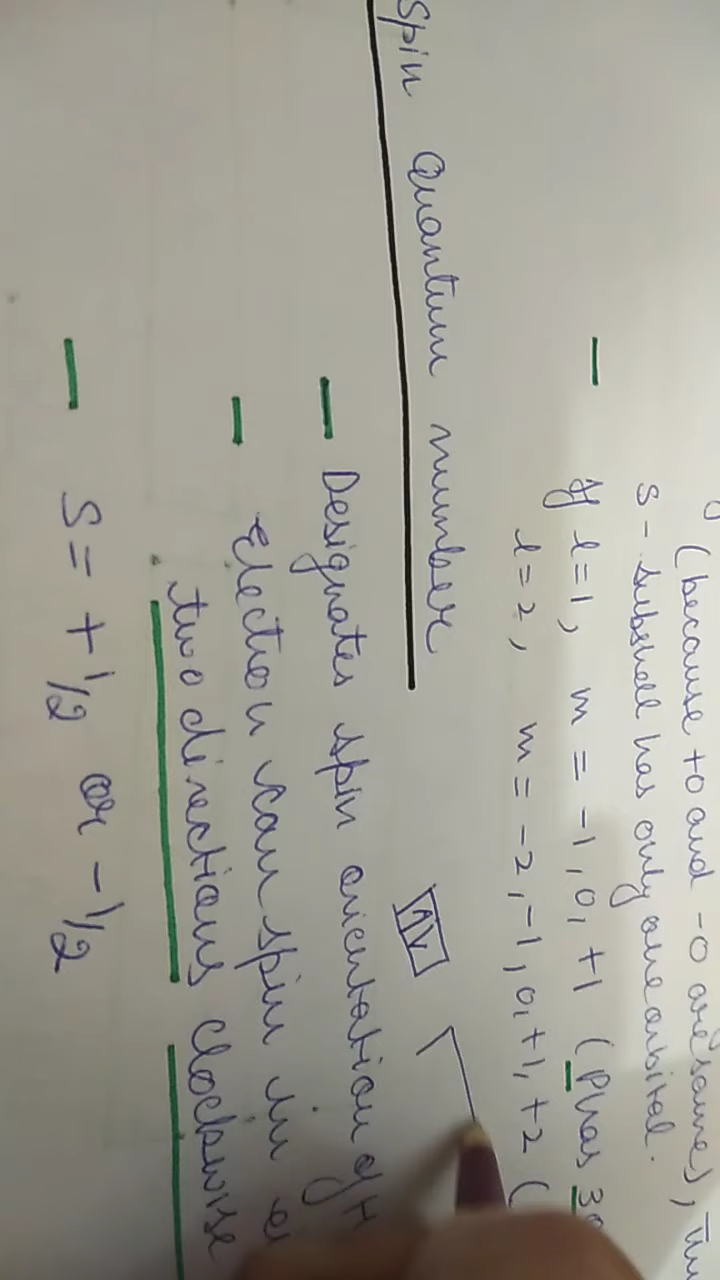 (because +0 and -0 are same),
s - subshell has only one orbital.
If l=1, m = -1, 0, +1 (P has 3
l=2, m = -2, -1, 0, +1, +2 (
Spin quantum number
Designates spin orientation of
Electron can spin in
two directions clockwise
S = +1/2 or -1/2